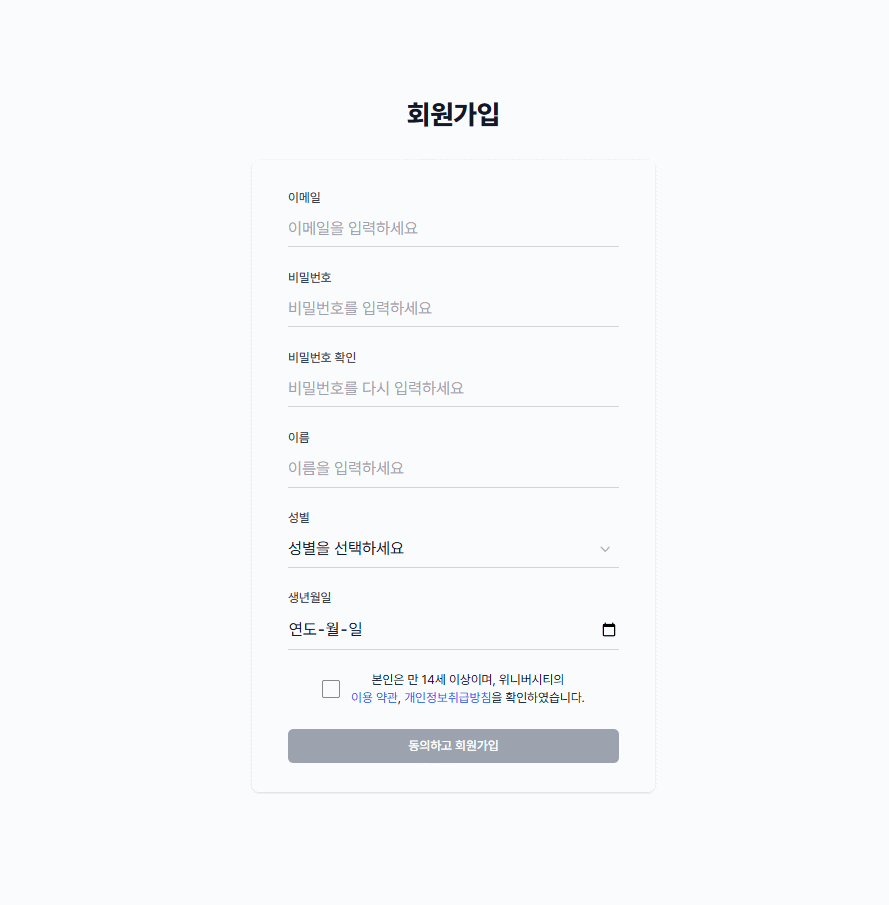 회원가입
이메일
이메일을 입력하세요
비밀번호
비밀번호를 입력하세요
비밀번호 확인
비밀번호를 다시 입력하세요
이름
이름을 입력하세요
성별
성별을 선택하세요
생년월일
연도-월-일
본인은 만 14세 이상이며, 위니버시티의
이용 약관, 개인정보취급방침을 확인하였습니다.
동의하고 회원가입